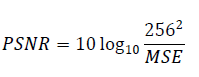 PSNR = 10 log₁₀ 256² / MSE